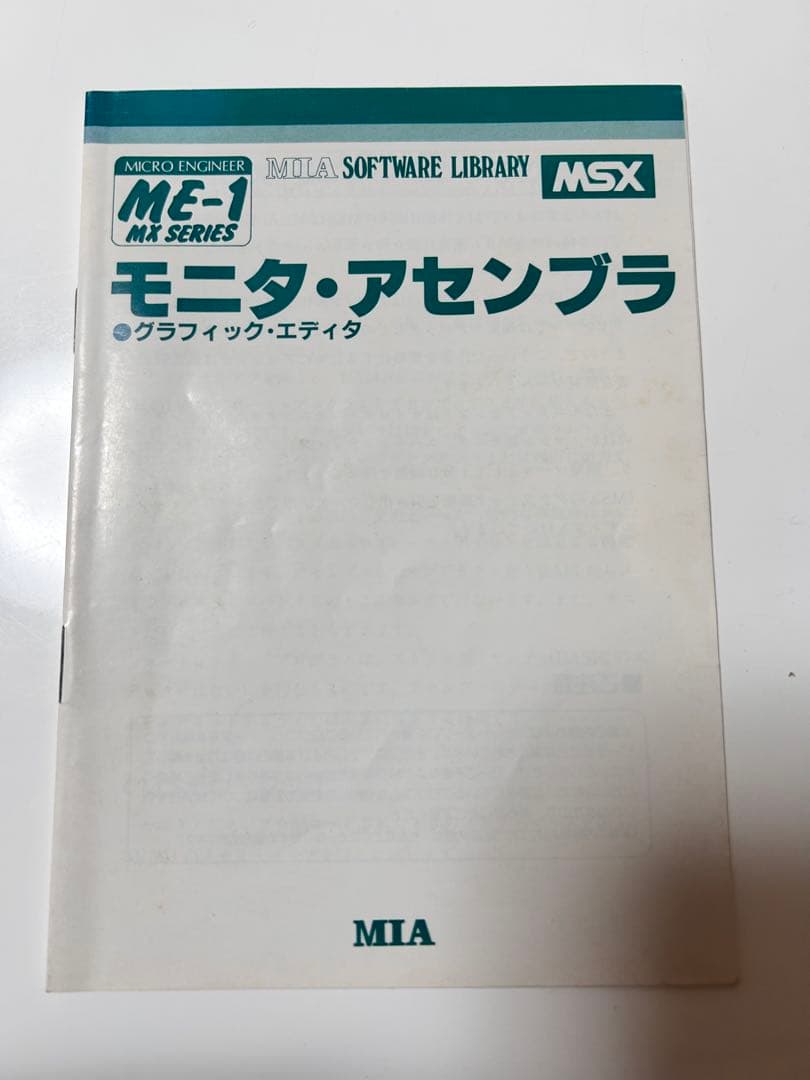 MICRO ENGINEER
ME-1
MX SERIES
MIA SOFTWARE LIBRARY
MSX
モニタ・アセンブラ
グラフィック・エディタ
MIA